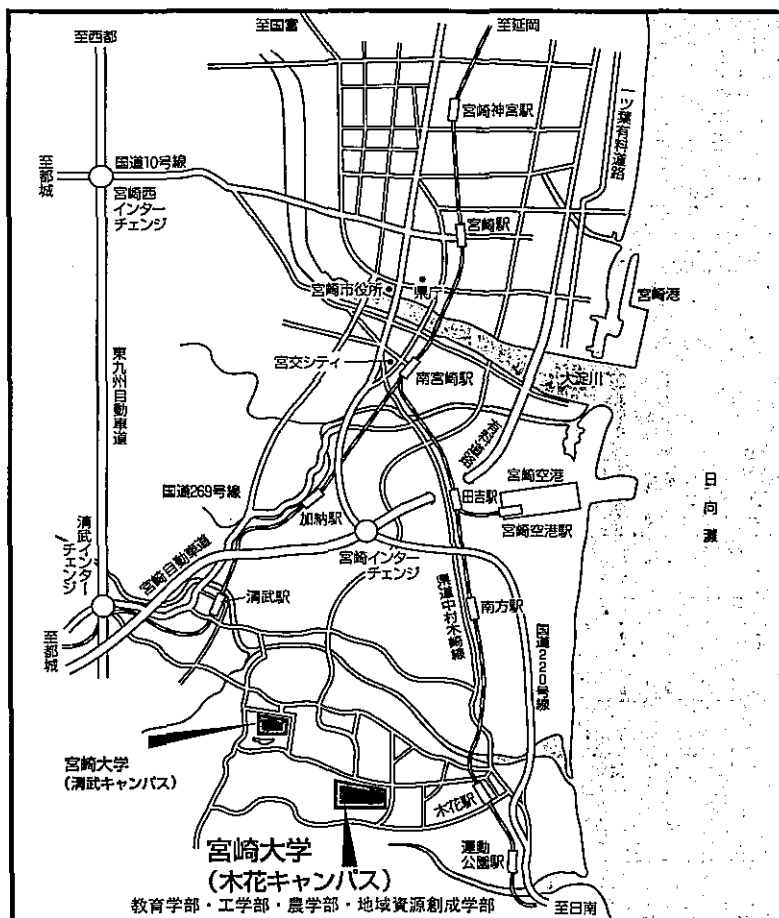 至西都
至国富
至延岡
宮崎神宮駅
一ツ葉有料道路
至都城
国道10号線
宮崎西
インター
チェンジ
宮崎駅
宮崎市役所
県庁
宮崎港
宮交シティ
南宮崎駅
大淀川
東九州自動車道
有料道路
宮崎空港
田吉駅
宮崎空港駅
日向灘
国道269号線
加納駅
宮崎インター
チェンジ
清武インター
チェンジ
宮崎自動車道
清武駅
至都城
県道中村木崎線
南方駅
国道220号線
宮崎大学
(清武キャンパス)
木花駅
宮崎大学
(木花キャンパス)
運動
公園駅
教育学部・工学部・農学部・地域資源創成学部
至日南